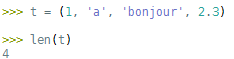 >>> t = (1, 'a', 'bonjour', 2.3)
>>> len(t)
4